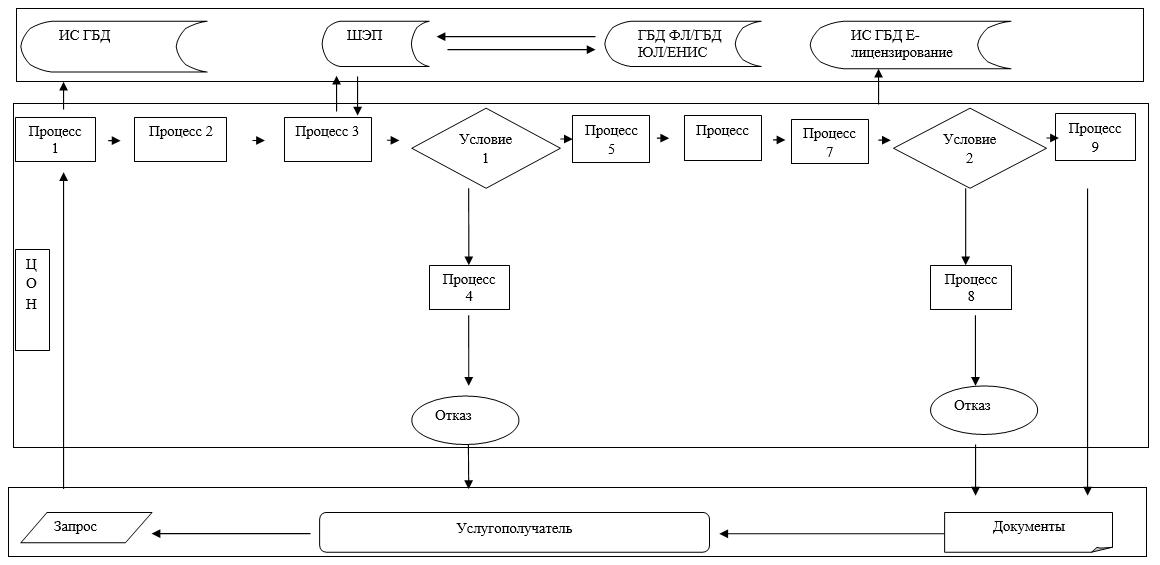 ИС ГБД
ШЭП
ГБД ФЛ/ГБД
ЮЛ/ЕНИС
ИС ГБД Е-
лицензирование
Процесс
1
Процесс 2
Процесс 3
Условие
1
Процесс
5
Процесс
Процесс
7
Условие
2
Процесс
9
Ц
О
Н
Процесс
4
Процесс
8
Отказ
Отказ
Запрос
Услугополучатель
Документы